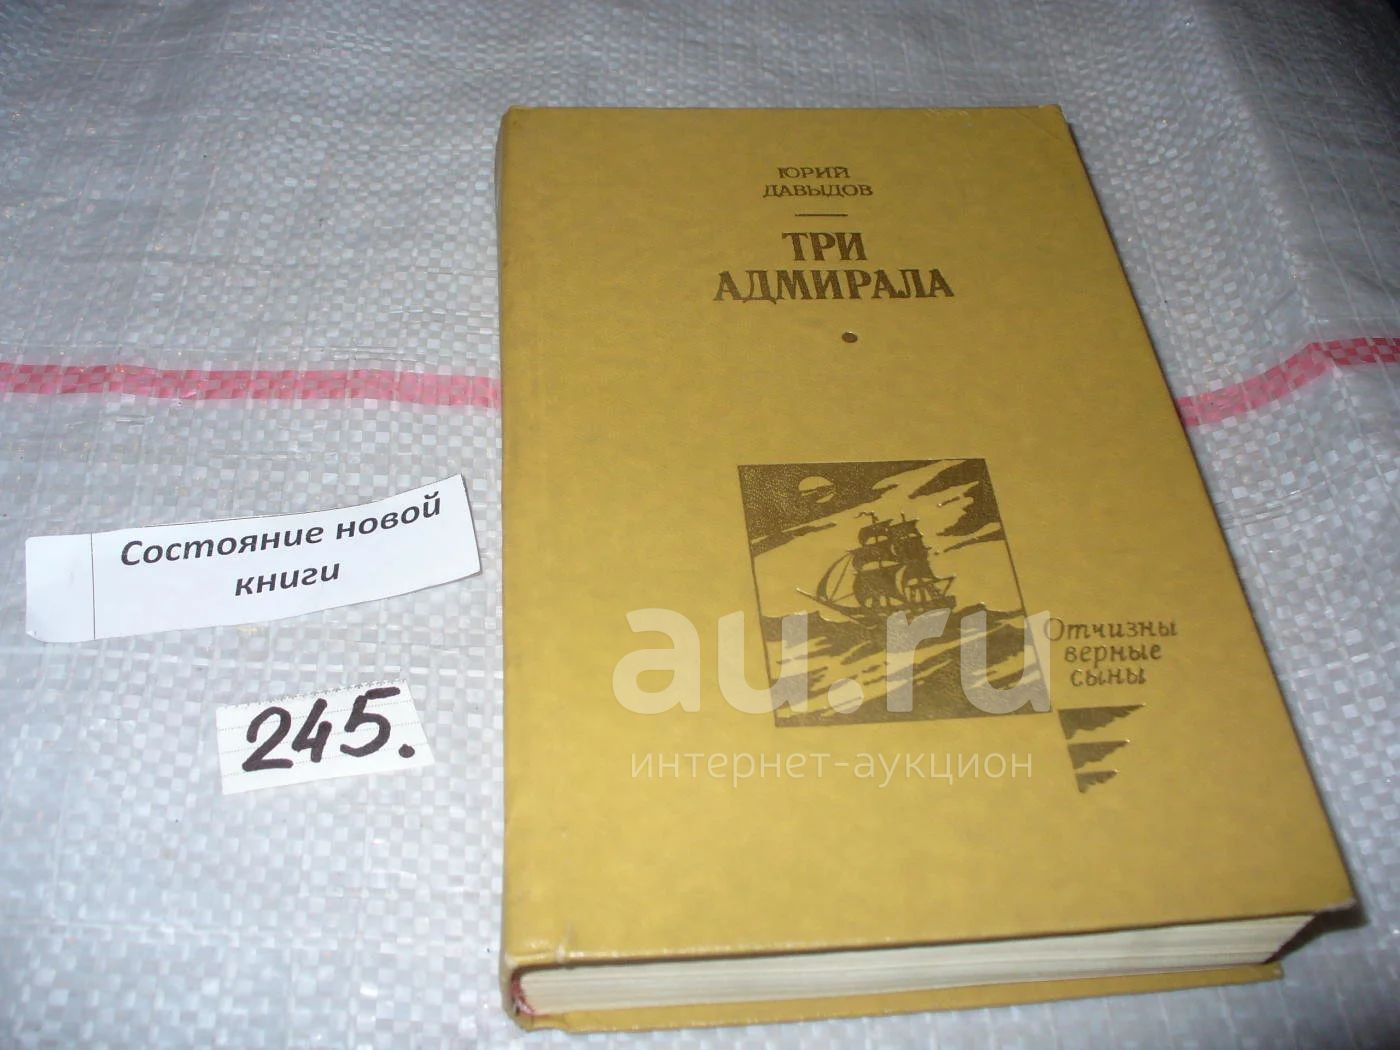 ЮРИЙ
ДАВЫДОВ
ТРИ
АДМИРАЛА
Отчизны
верные
сыны
Состояние новой
книги
245.
au.ru
интернет-аукцион